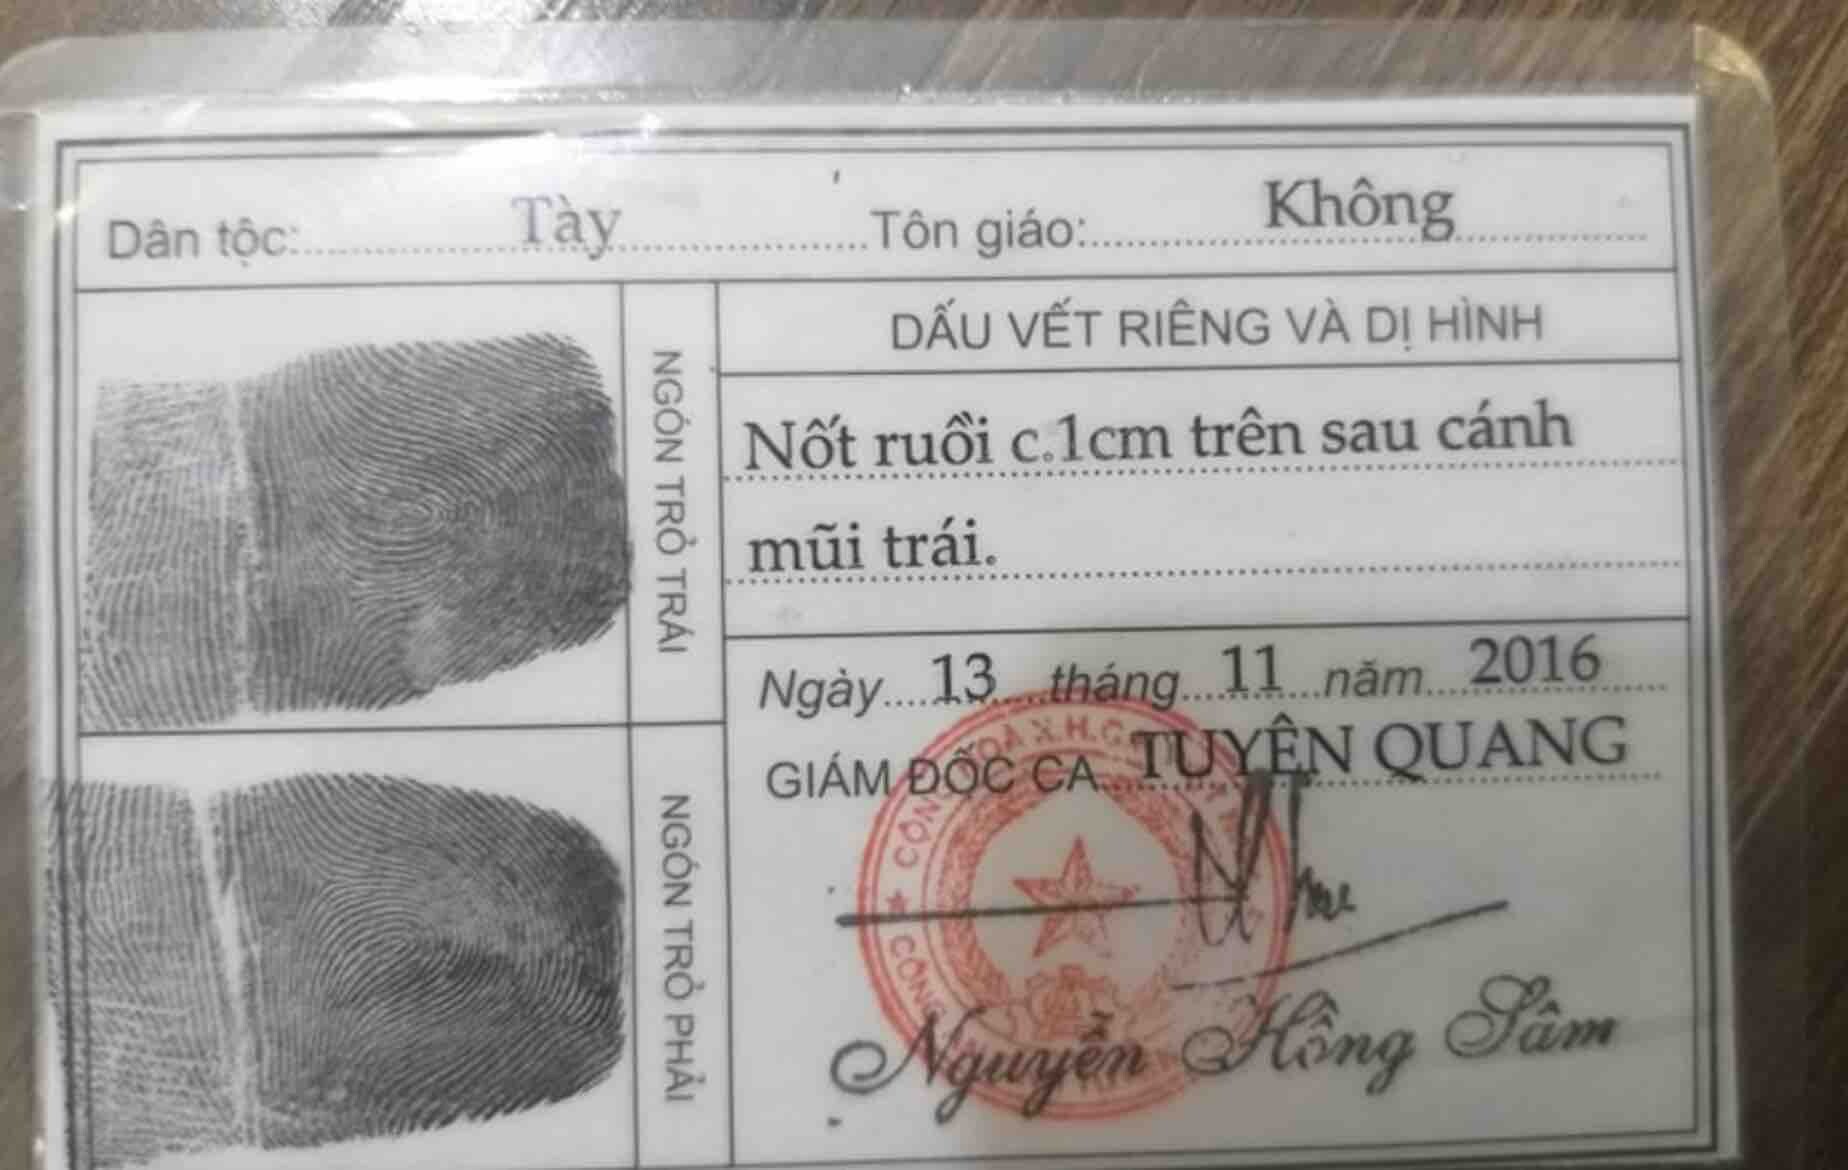 Dân tộc: Tày Tôn giáo: Không
NGÓN TRỎ TRÁI
DẤU VẾT RIÊNG VÀ DỊ HÌNH
Nốt ruồi c.1cm trên sau cánh
mũi trái.
NGÓN TRỎ PHẢI
Ngày 13 tháng 11 năm 2016
GIÁM ĐỐC CA TUYÊN QUANG
Nguyễn Hồng Sâm